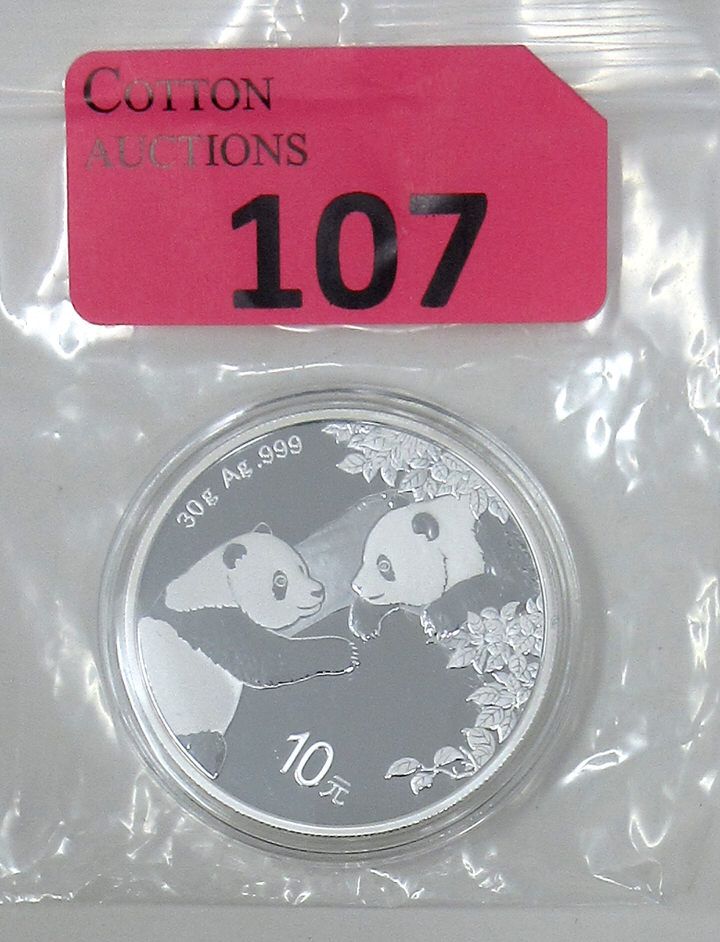 COTTON
AUCTIONS
107
30g Ag .999
10元